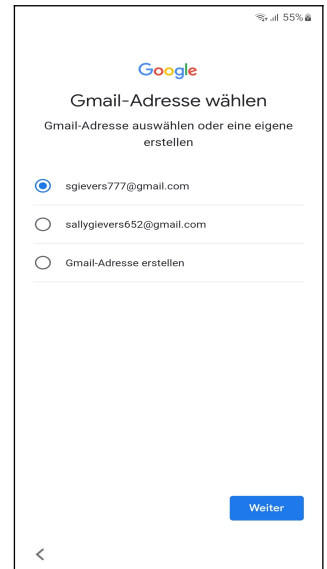 55%
Google
Gmail-Adresse wählen
Gmail-Adresse auswählen oder eine eigene
erstellen
sgievers777@gmail.com
sallygievers652@gmail.com
Gmail-Adresse erstellen
Weiter